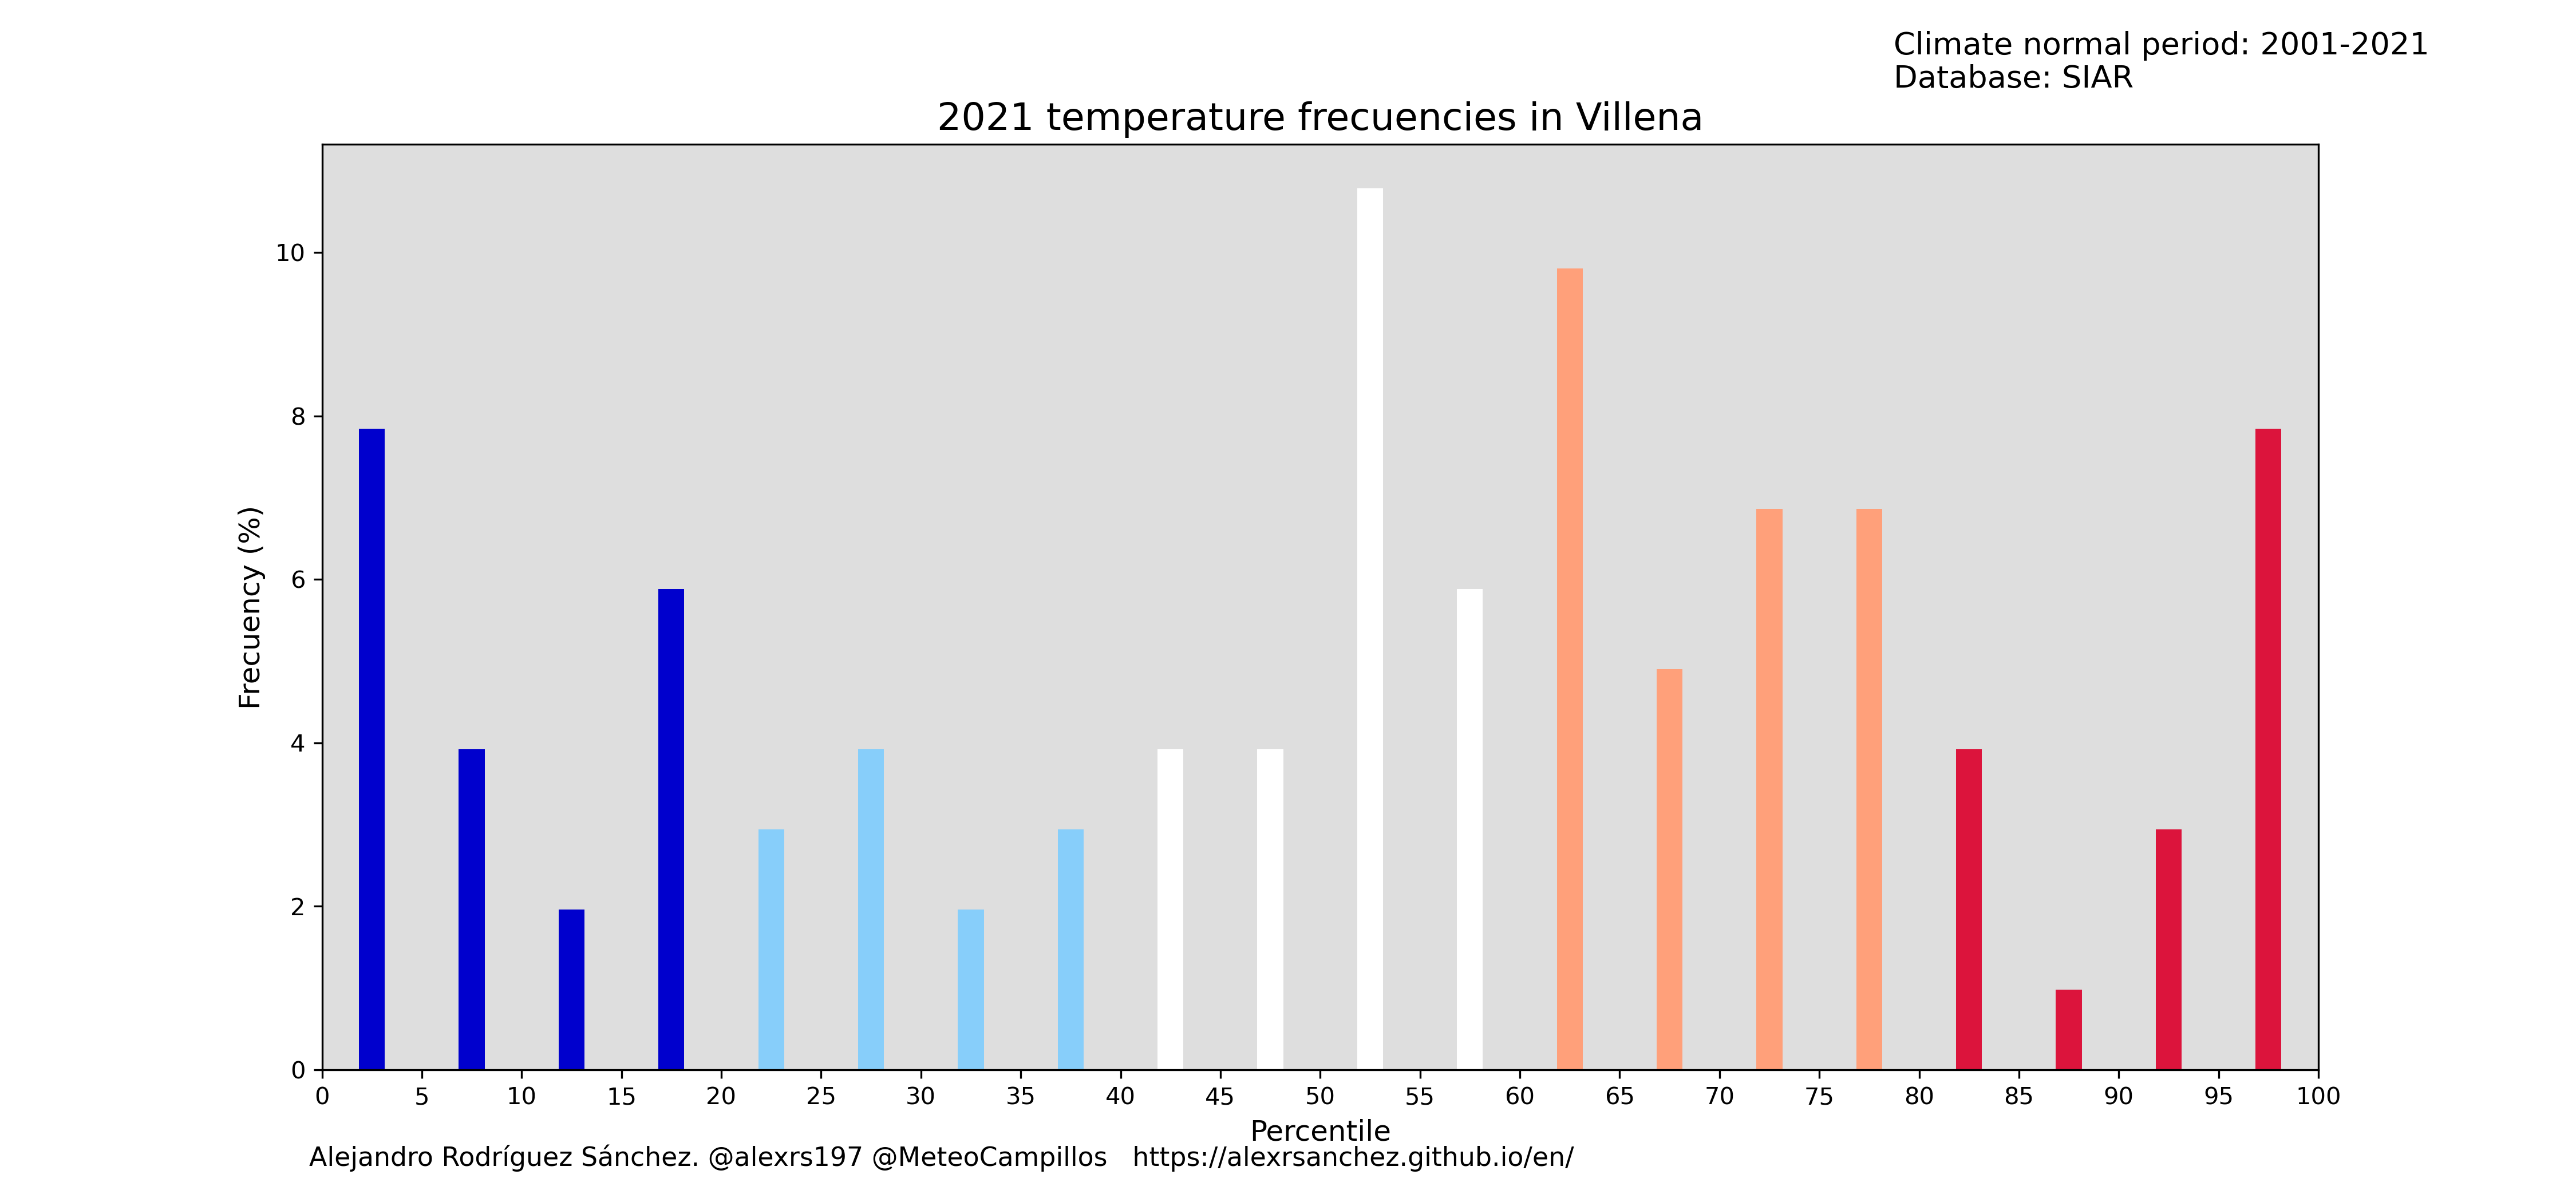 Climate normal period: 2001-2021
Database: SIAR
2021 temperature frecuencies in Villena
Frecuency (%)
10
8
6
4
2
0
0 5 10 15 20 25 30 35 40 45 50 55 60 65 70 75 80 85 90 95 100
Percentile
Alejandro Rodríguez Sánchez. @alexrs197 @MeteoCampillos https://alexrsanchez.github.io/en/